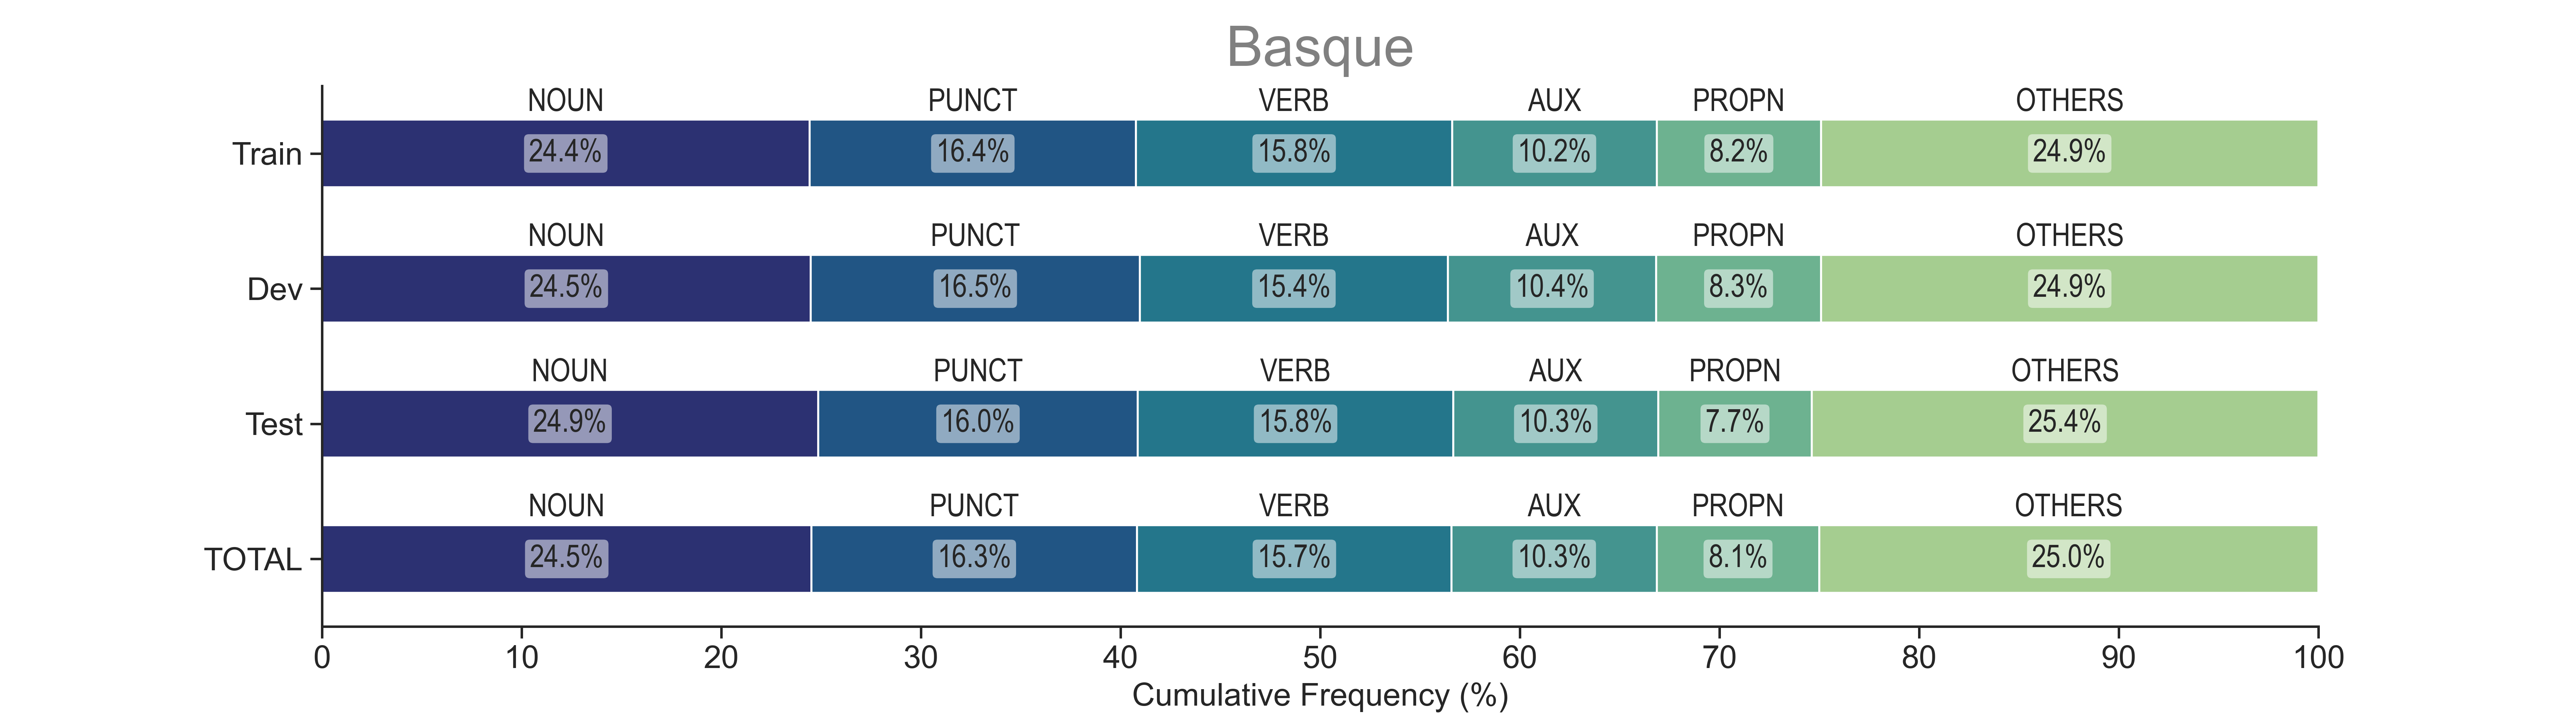 Basque
NOUN PUNCT VERB AUX PROPN OTHERS
Train 24.4% 16.4% 15.8% 10.2% 8.2% 24.9%
NOUN PUNCT VERB AUX PROPN OTHERS
Dev 24.5% 16.5% 15.4% 10.4% 8.3% 24.9%
NOUN PUNCT VERB AUX PROPN OTHERS
Test 24.9% 16.0% 15.8% 10.3% 7.7% 25.4%
NOUN PUNCT VERB AUX PROPN OTHERS
TOTAL 24.5% 16.3% 15.7% 10.3% 8.1% 25.0%
0 10 20 30 40 50 60 70 80 90 100
Cumulative Frequency (%)